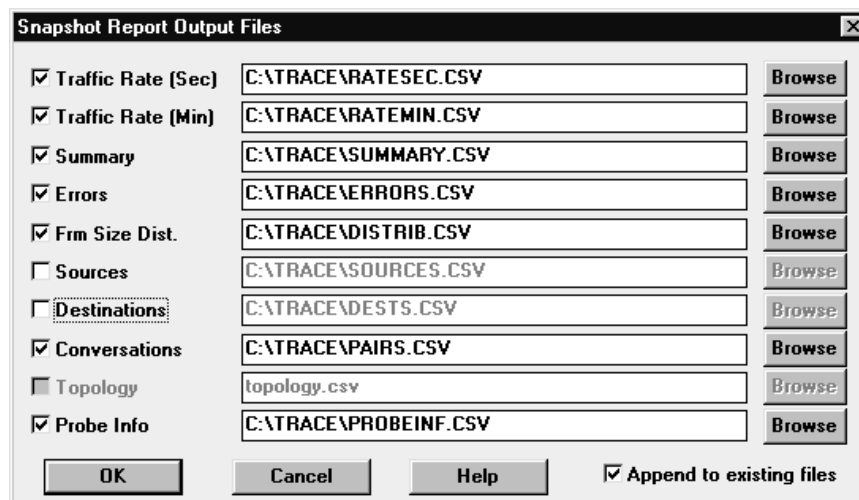 Snapshot Report Output Files
Traffic Rate (Sec) C:\TRACE\RATESEC.CSV Browse
Traffic Rate (Min) C:\TRACE\RATEMIN.CSV Browse
Summary C:\TRACE\SUMMARY.CSV Browse
Errors C:\TRACE\ERRORS.CSV Browse
Frm Size Dist. C:\TRACE\DISTRIB.CSV Browse
Sources C:\TRACE\SOURCES.CSV Browse
Destinations C:\TRACE\DESTS.CSV Browse
Conversations C:\TRACE\PAIRS.CSV Browse
Topology topology.csv Browse
Probe Info C:\TRACE\PROBEINF.CSV Browse
OK Cancel Help Append to existing files